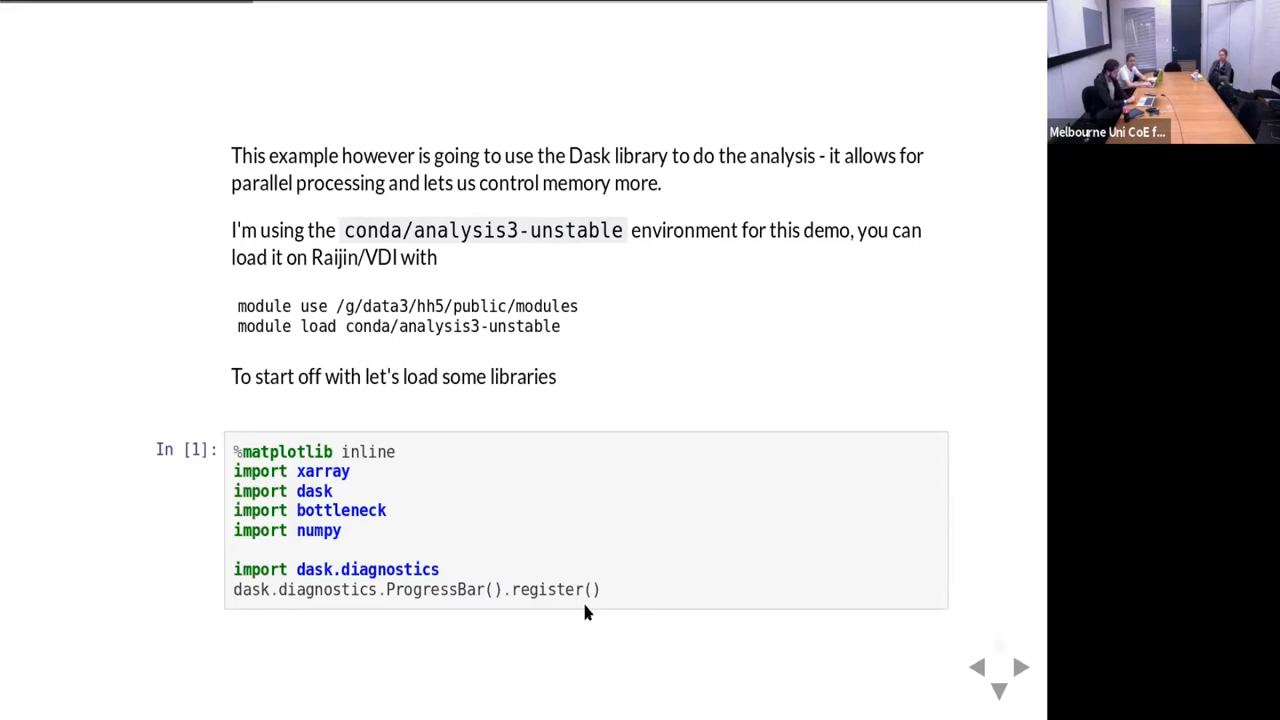 This example however is going to use the Dask library to do the analysis - it allows for
parallel processing and lets us control memory more.
I'm using the conda/analysis3-unstable environment for this demo, you can
load it on Raijin/VDI with
module use /g/data3/hh5/public/modules
module load conda/analysis3-unstable
To start off with let's load some libraries
In [1]:
%matplotlib inline
import xarray
import dask
import bottleneck
import numpy
import dask.diagnostics
dask.diagnostics.ProgressBar().register()
Melbourne Uni CoE f...